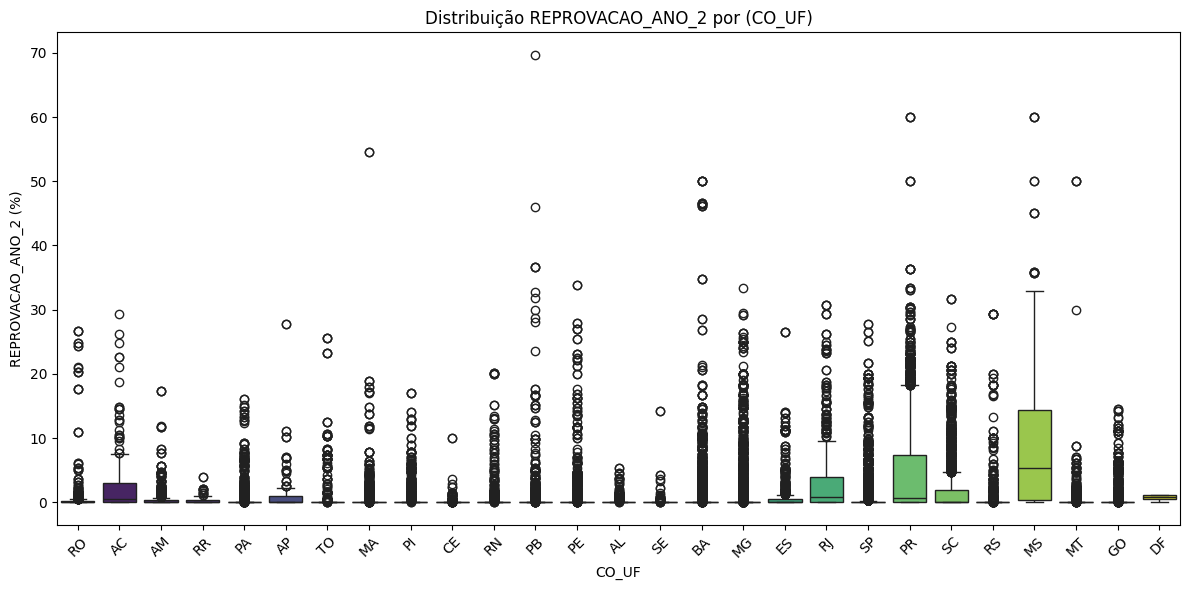 Distribuição REPROVACAO_ANO_2 por (CO_UF)
REPROVACAO_ANO_2 (%)
70
60
50
40
30
20
10
0
RO AC AM RR PA AP TO MA PI CE RN PB PE AL SE BA MG ES RJ SP PR SC RS MS MT GO DF
CO_UF